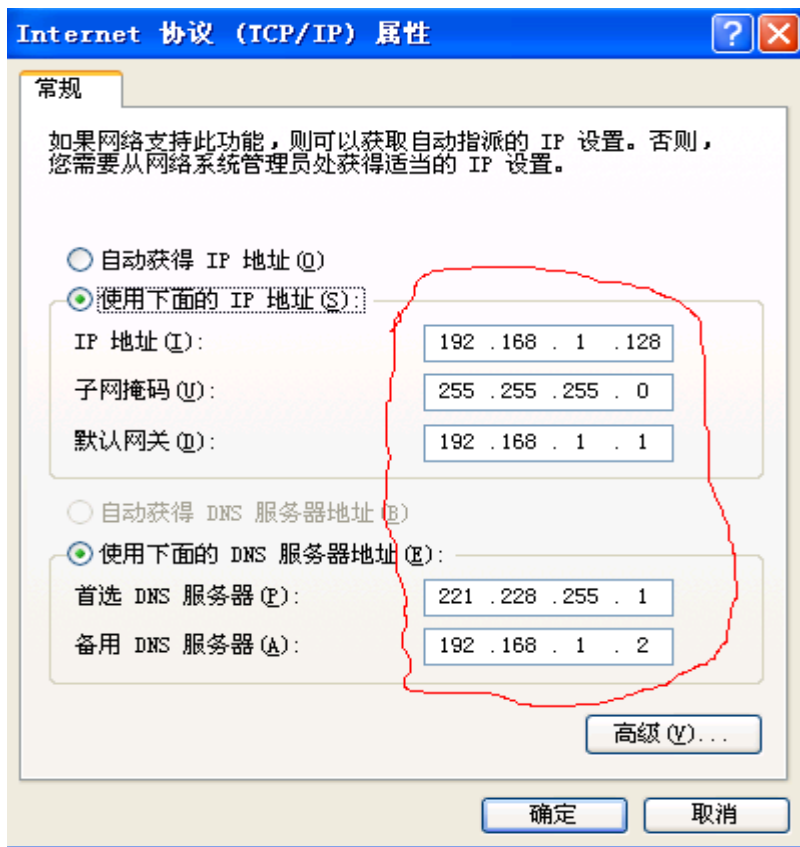 Internet 协议 (TCP/IP) 属性
常规
如果网络支持此功能，则可以获取自动指派的 IP 设置。否则，
您需要从网络系统管理员处获得适当的 IP 设置。
自动获得 IP 地址(O)
使用下面的 IP 地址(S):
IP 地址(I): 192 .168 . 1 .128
子网掩码(U): 255 .255 .255 . 0
默认网关(D): 192 .168 . 1 . 1
自动获得 DNS 服务器地址(B)
使用下面的 DNS 服务器地址(E):
首选 DNS 服务器(P): 221 .228 .255 . 1
备用 DNS 服务器(A): 192 .168 . 1 . 2
高级(V)...
确定 取消